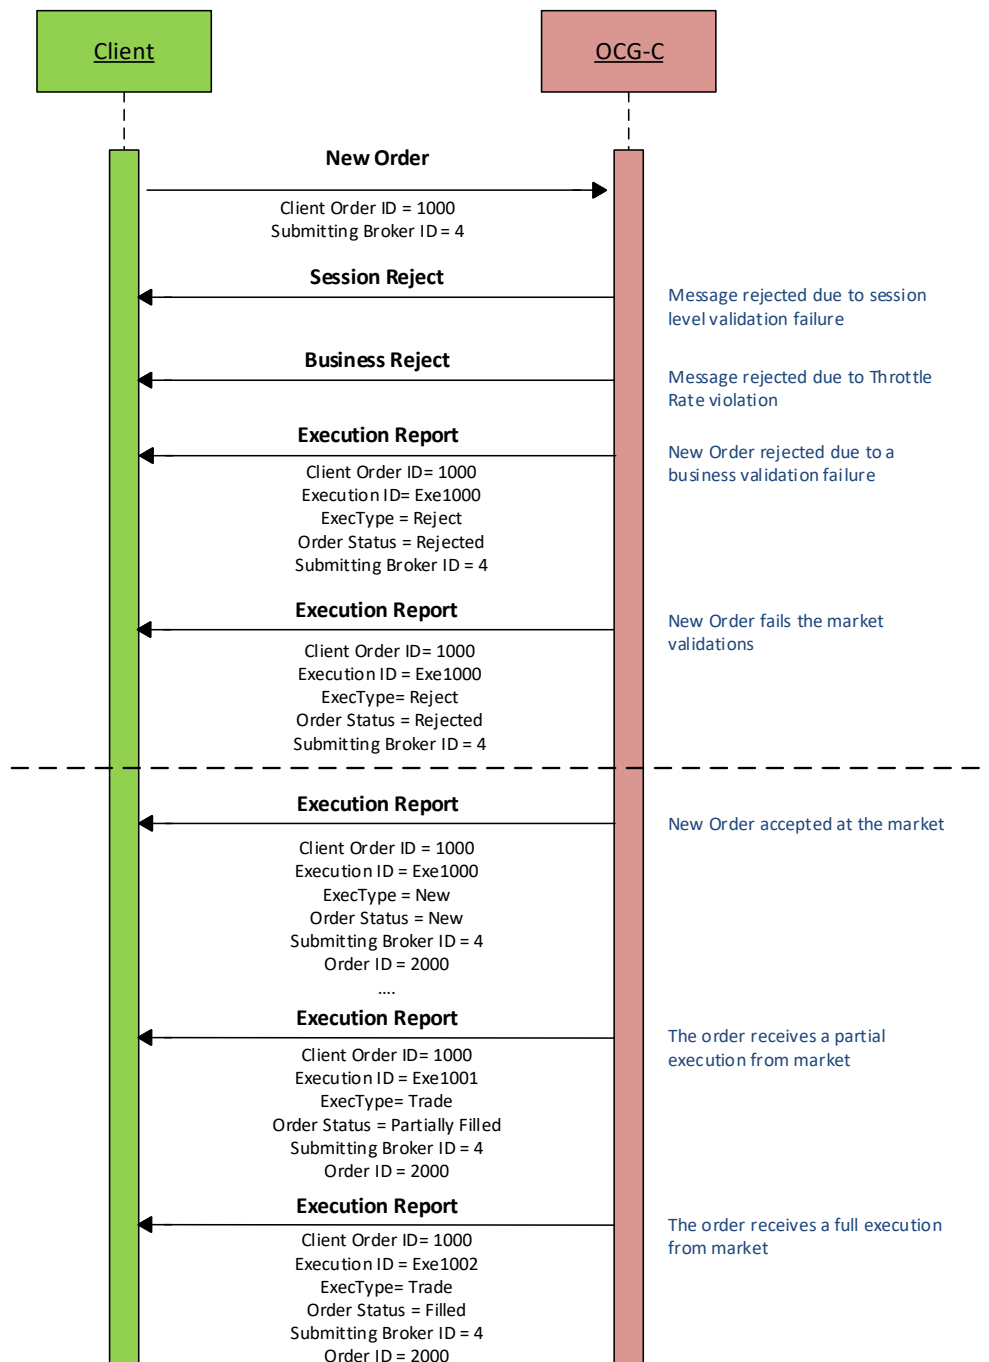 Client
OCG-C
New Order
Client Order ID = 1000
Submitting Broker ID = 4
Session Reject
Message rejected due to session
level validation failure
Business Reject
Message rejected due to Throttle
Rate violation
Execution Report
New Order rejected due to a
business validation failure
Client Order ID= 1000
Execution ID= Exe1000
ExecType = Reject
Order Status = Rejected
Submitting Broker ID = 4
Execution Report
New Order fails the market
validations
Client Order ID= 1000
Execution ID = Exe1000
ExecType= Reject
Order Status = Rejected
Submitting Broker ID = 4
Execution Report
New Order accepted at the market
Client Order ID = 1000
Execution ID = Exe1000
ExecType = New
Order Status = New
Submitting Broker ID = 4
Order ID = 2000
....
Execution Report
The order receives a partial
execution from market
Client Order ID= 1000
Execution ID = Exe1001
ExecType= Trade
Order Status = Partially Filled
Submitting Broker ID = 4
Order ID = 2000
Execution Report
The order receives a full execution
from market
Client Order ID= 1000
Execution ID = Exe1002
ExecType= Trade
Order Status = Filled
Submitting Broker ID = 4
Order ID = 2000